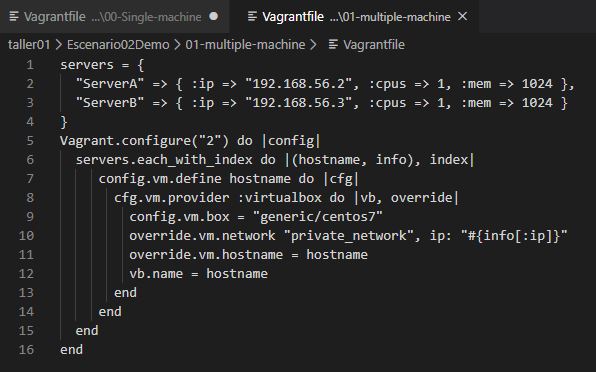 Vagrantfile ...\00-Single-machine ● Vagrantfile ...\01-multiple-machine ×
taller01 > Escenario02Demo > 01-multiple-machine > Vagrantfile
1 servers = {
2   "ServerA" => { :ip => "192.168.56.2", :cpus => 1, :mem => 1024 },
3   "ServerB" => { :ip => "192.168.56.3", :cpus => 1, :mem => 1024 }
4 }
5 Vagrant.configure("2") do |config|
6   servers.each_with_index do |(hostname, info), index|
7     config.vm.define hostname do |cfg|
8       cfg.vm.provider :virtualbox do |vb, override|
9         config.vm.box = "generic/centos7"
10         override.vm.network "private_network", ip: "#{info[:ip]}"
11         override.vm.hostname = hostname
12         vb.name = hostname
13       end
14     end
15   end
16 end